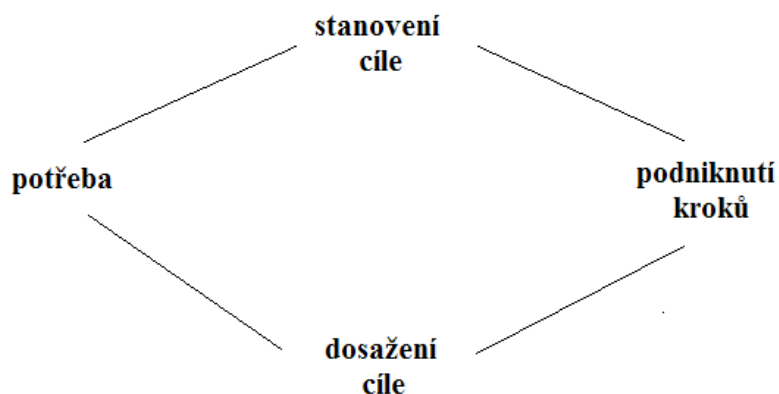 stanovení
cíle
potřeba
podniknutí
kroků
dosažení
cíle